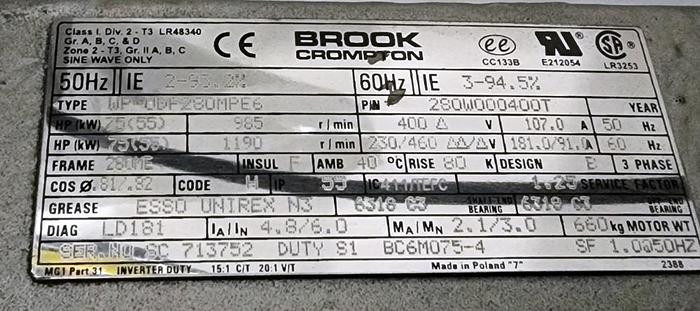 Class I. Div. 2 - T3 LR48340
Gr. A, B, C, & D
Zone 2 - T3, Gr. II A, B, C
SINE WAVE ONLY
CE BROOK CROMPTON
ee CC133B
UR E212054
SA LR3253
50Hz IE 2-95.2% 60Hz IE 3-94.5%
TYPE WP-UDF280MPE6 P/N 280W000400T YEAR
HP (kW) 75(55) 985 r/min 400 Δ V 107.0 A 50 Hz
HP (kW) 75(55) 1190 r/min 230/460 ΔΔ/Δ V 181.0/91.0 A 60 Hz
FRAME 280ME INSUL F AMB 40 °C RISE 80 K DESIGN B 3 PHASE
COS Ø .81/.82 CODE H IP 55 IC 411/TEFC 1.25 SERVICE FACTOR
GREASE ESSO UNIREX N3 6316 C3 BEARING 6318 C3 BEARING
DIAG LD181 IA/IN 4.8/6.0 MA/MN 2.1/3.0 660 kg MOTOR WT
SER.NO SC 713752 DUTY S1 BC6M075-4 SF 1.0@50HZ
MG1 Part 31 INVERTER DUTY 15:1 C/T 20:1 V/T Made in Poland "7" 2388